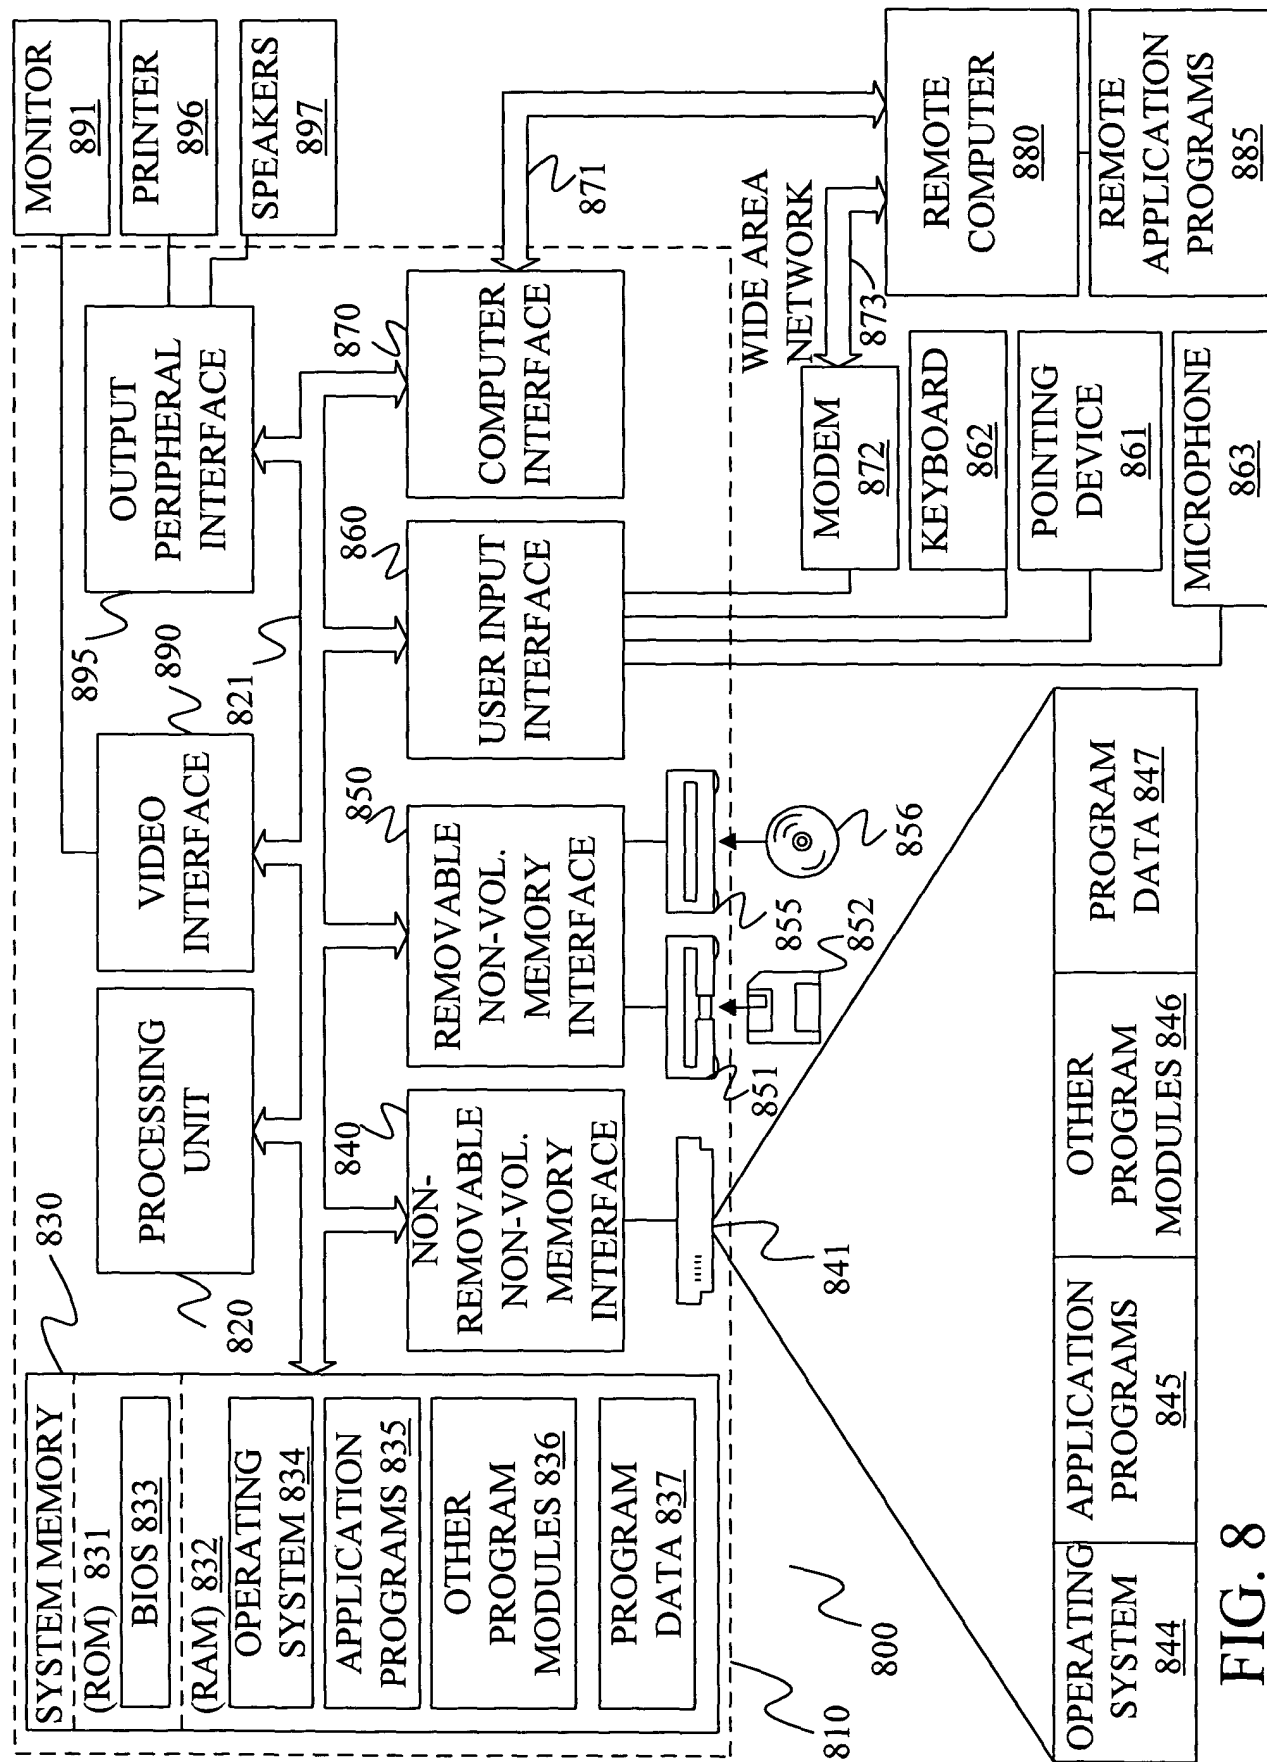 830
SYSTEM MEMORY
(ROM) 831
BIOS 833
(RAM) 832
OPERATING
SYSTEM 834
APPLICATION
PROGRAMS 835
OTHER
PROGRAM
MODULES 836
PROGRAM
DATA 837
810
800
820
PROCESSING
UNIT
VIDEO
INTERFACE
890
895
OUTPUT
PERIPHERAL
INTERFACE
821
MONITOR
891
PRINTER
896
SPEAKERS
897
840
NON-
REMOVABLE
NON-VOL.
MEMORY
INTERFACE
850
REMOVABLE
NON-VOL.
MEMORY
INTERFACE
860
USER INPUT
INTERFACE
870
COMPUTER
INTERFACE
871
841
851
852
855
856
WIDE AREA
NETWORK
873
MODEM
872
KEYBOARD
862
POINTING
DEVICE
861
MICROPHONE
863
REMOTE
COMPUTER
880
REMOTE
APPLICATION
PROGRAMS
885
OPERATING
SYSTEM
844
APPLICATION
PROGRAMS
845
OTHER
PROGRAM
MODULES 846
PROGRAM
DATA 847
FIG. 8